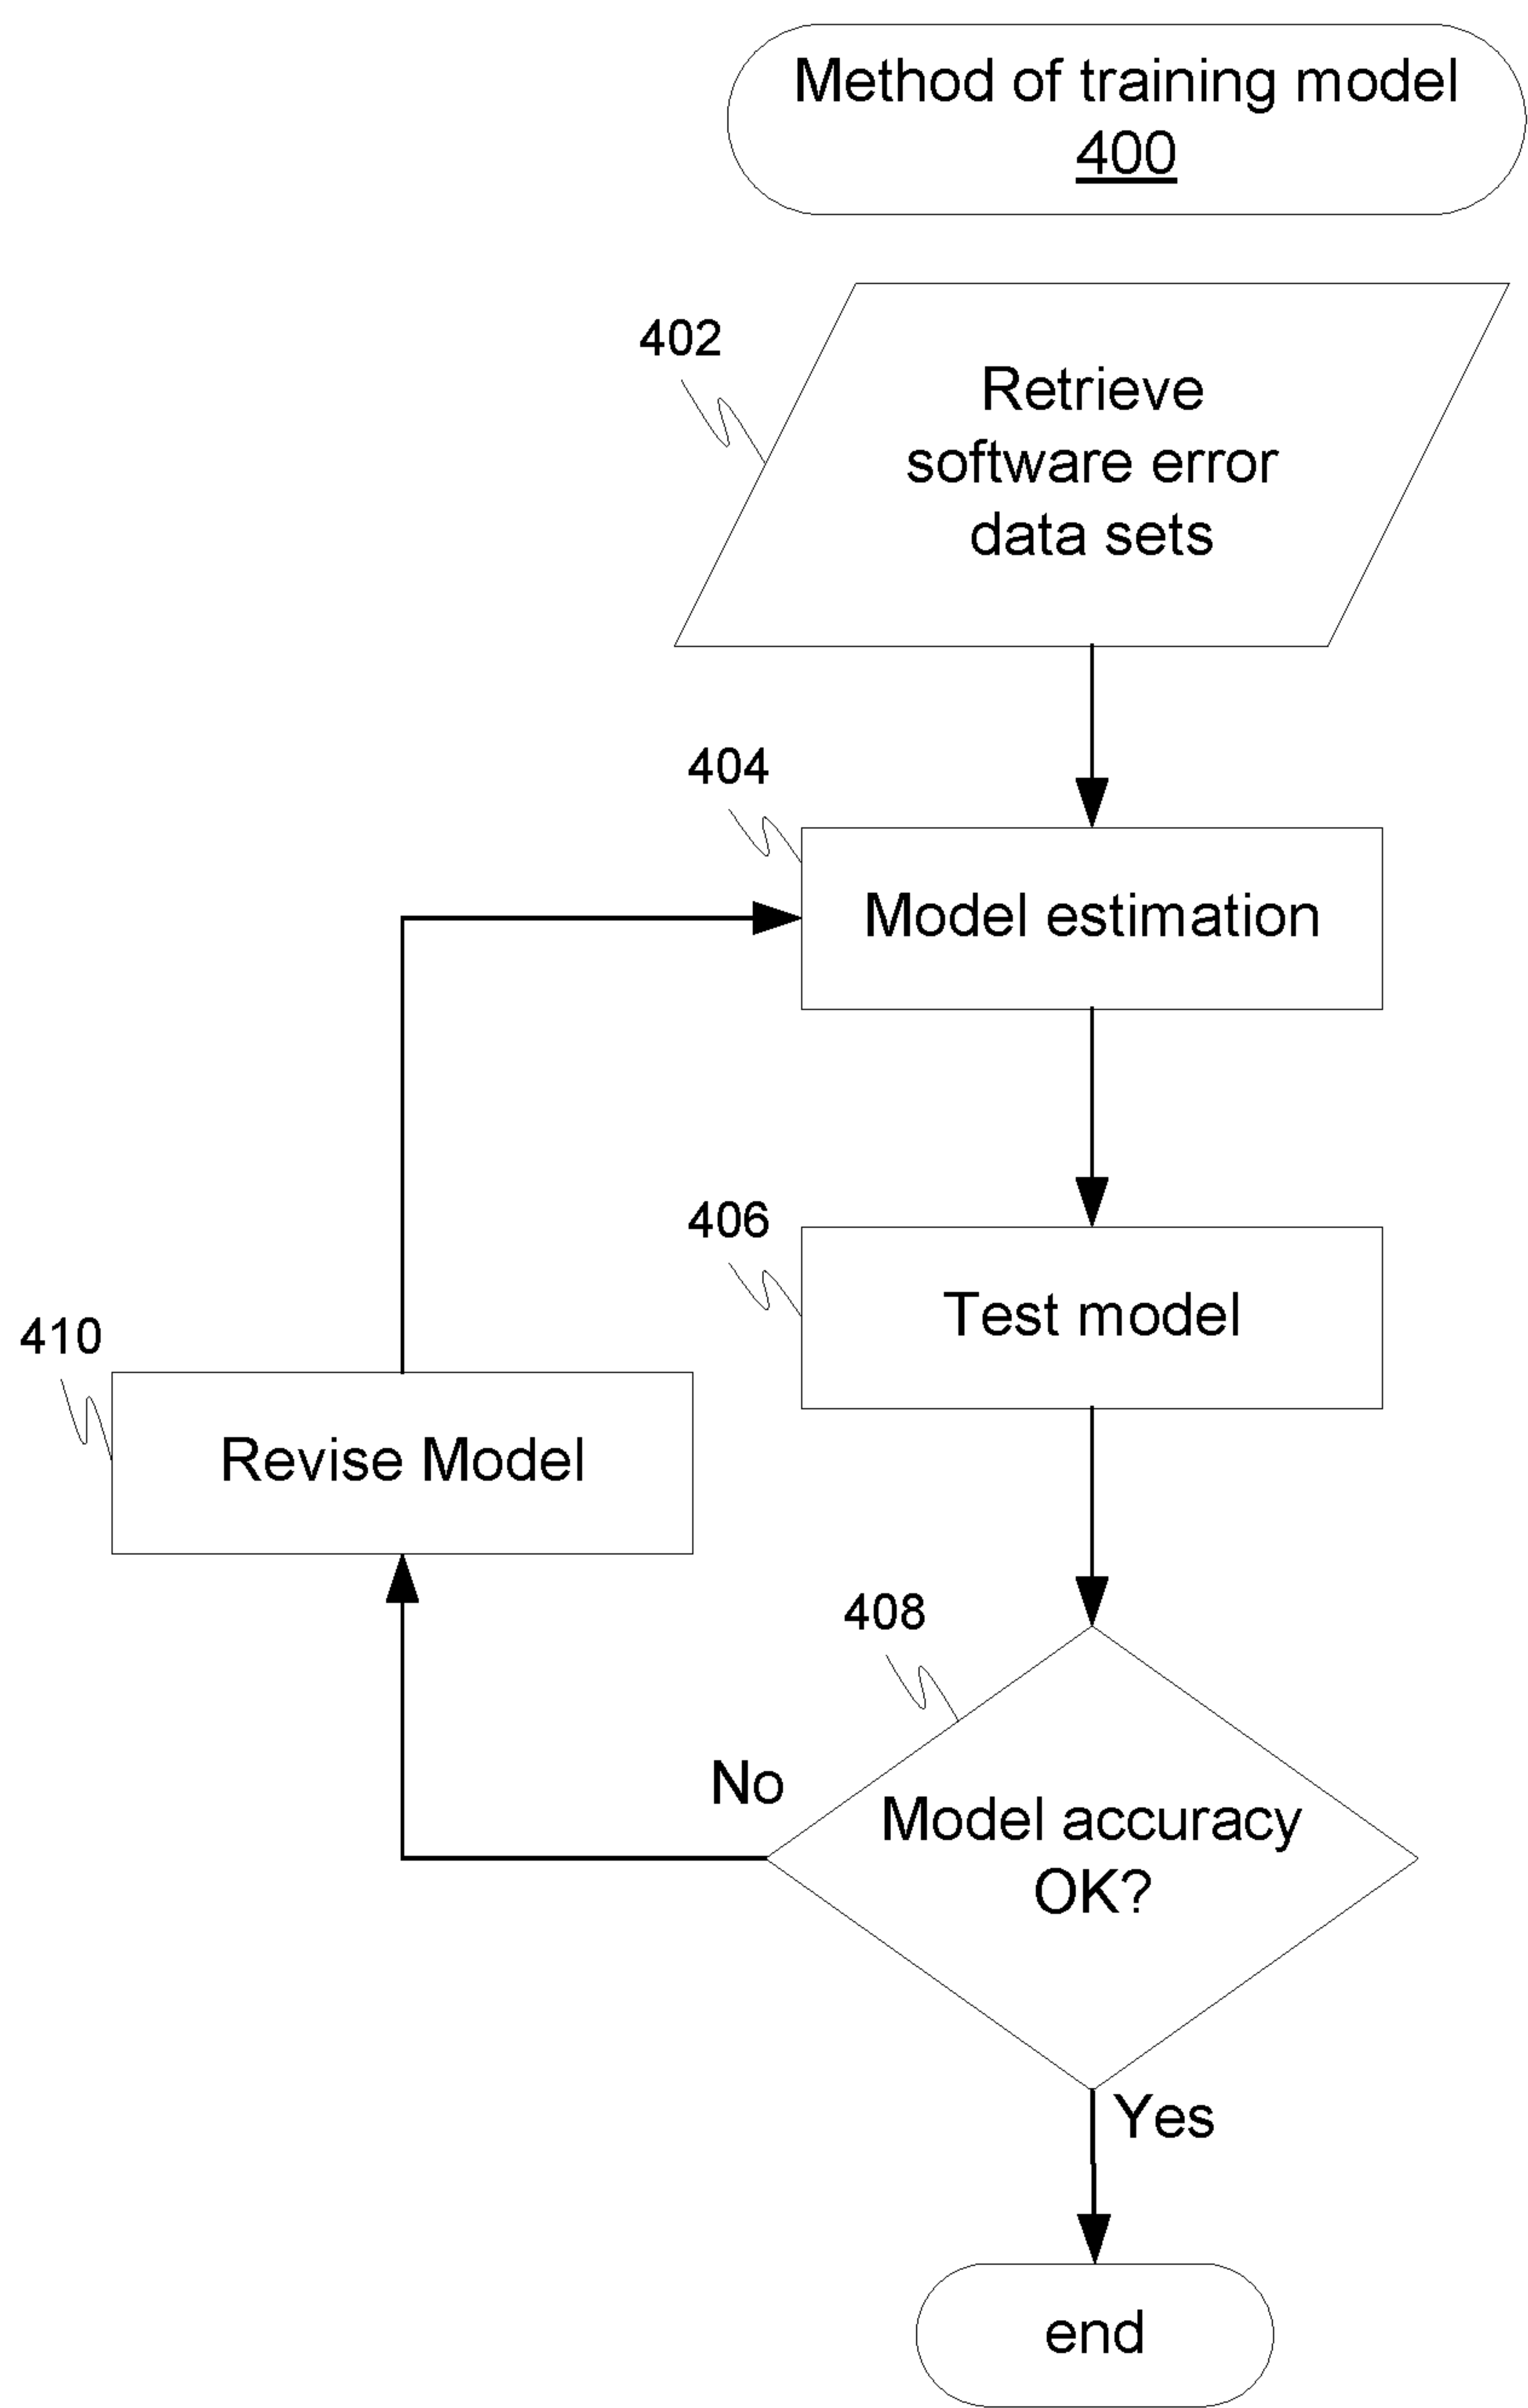 Method of training model
400
402
Retrieve
software error
data sets
404
Model estimation
406
Test model
410
Revise Model
408
No
Model accuracy
OK?
Yes
end